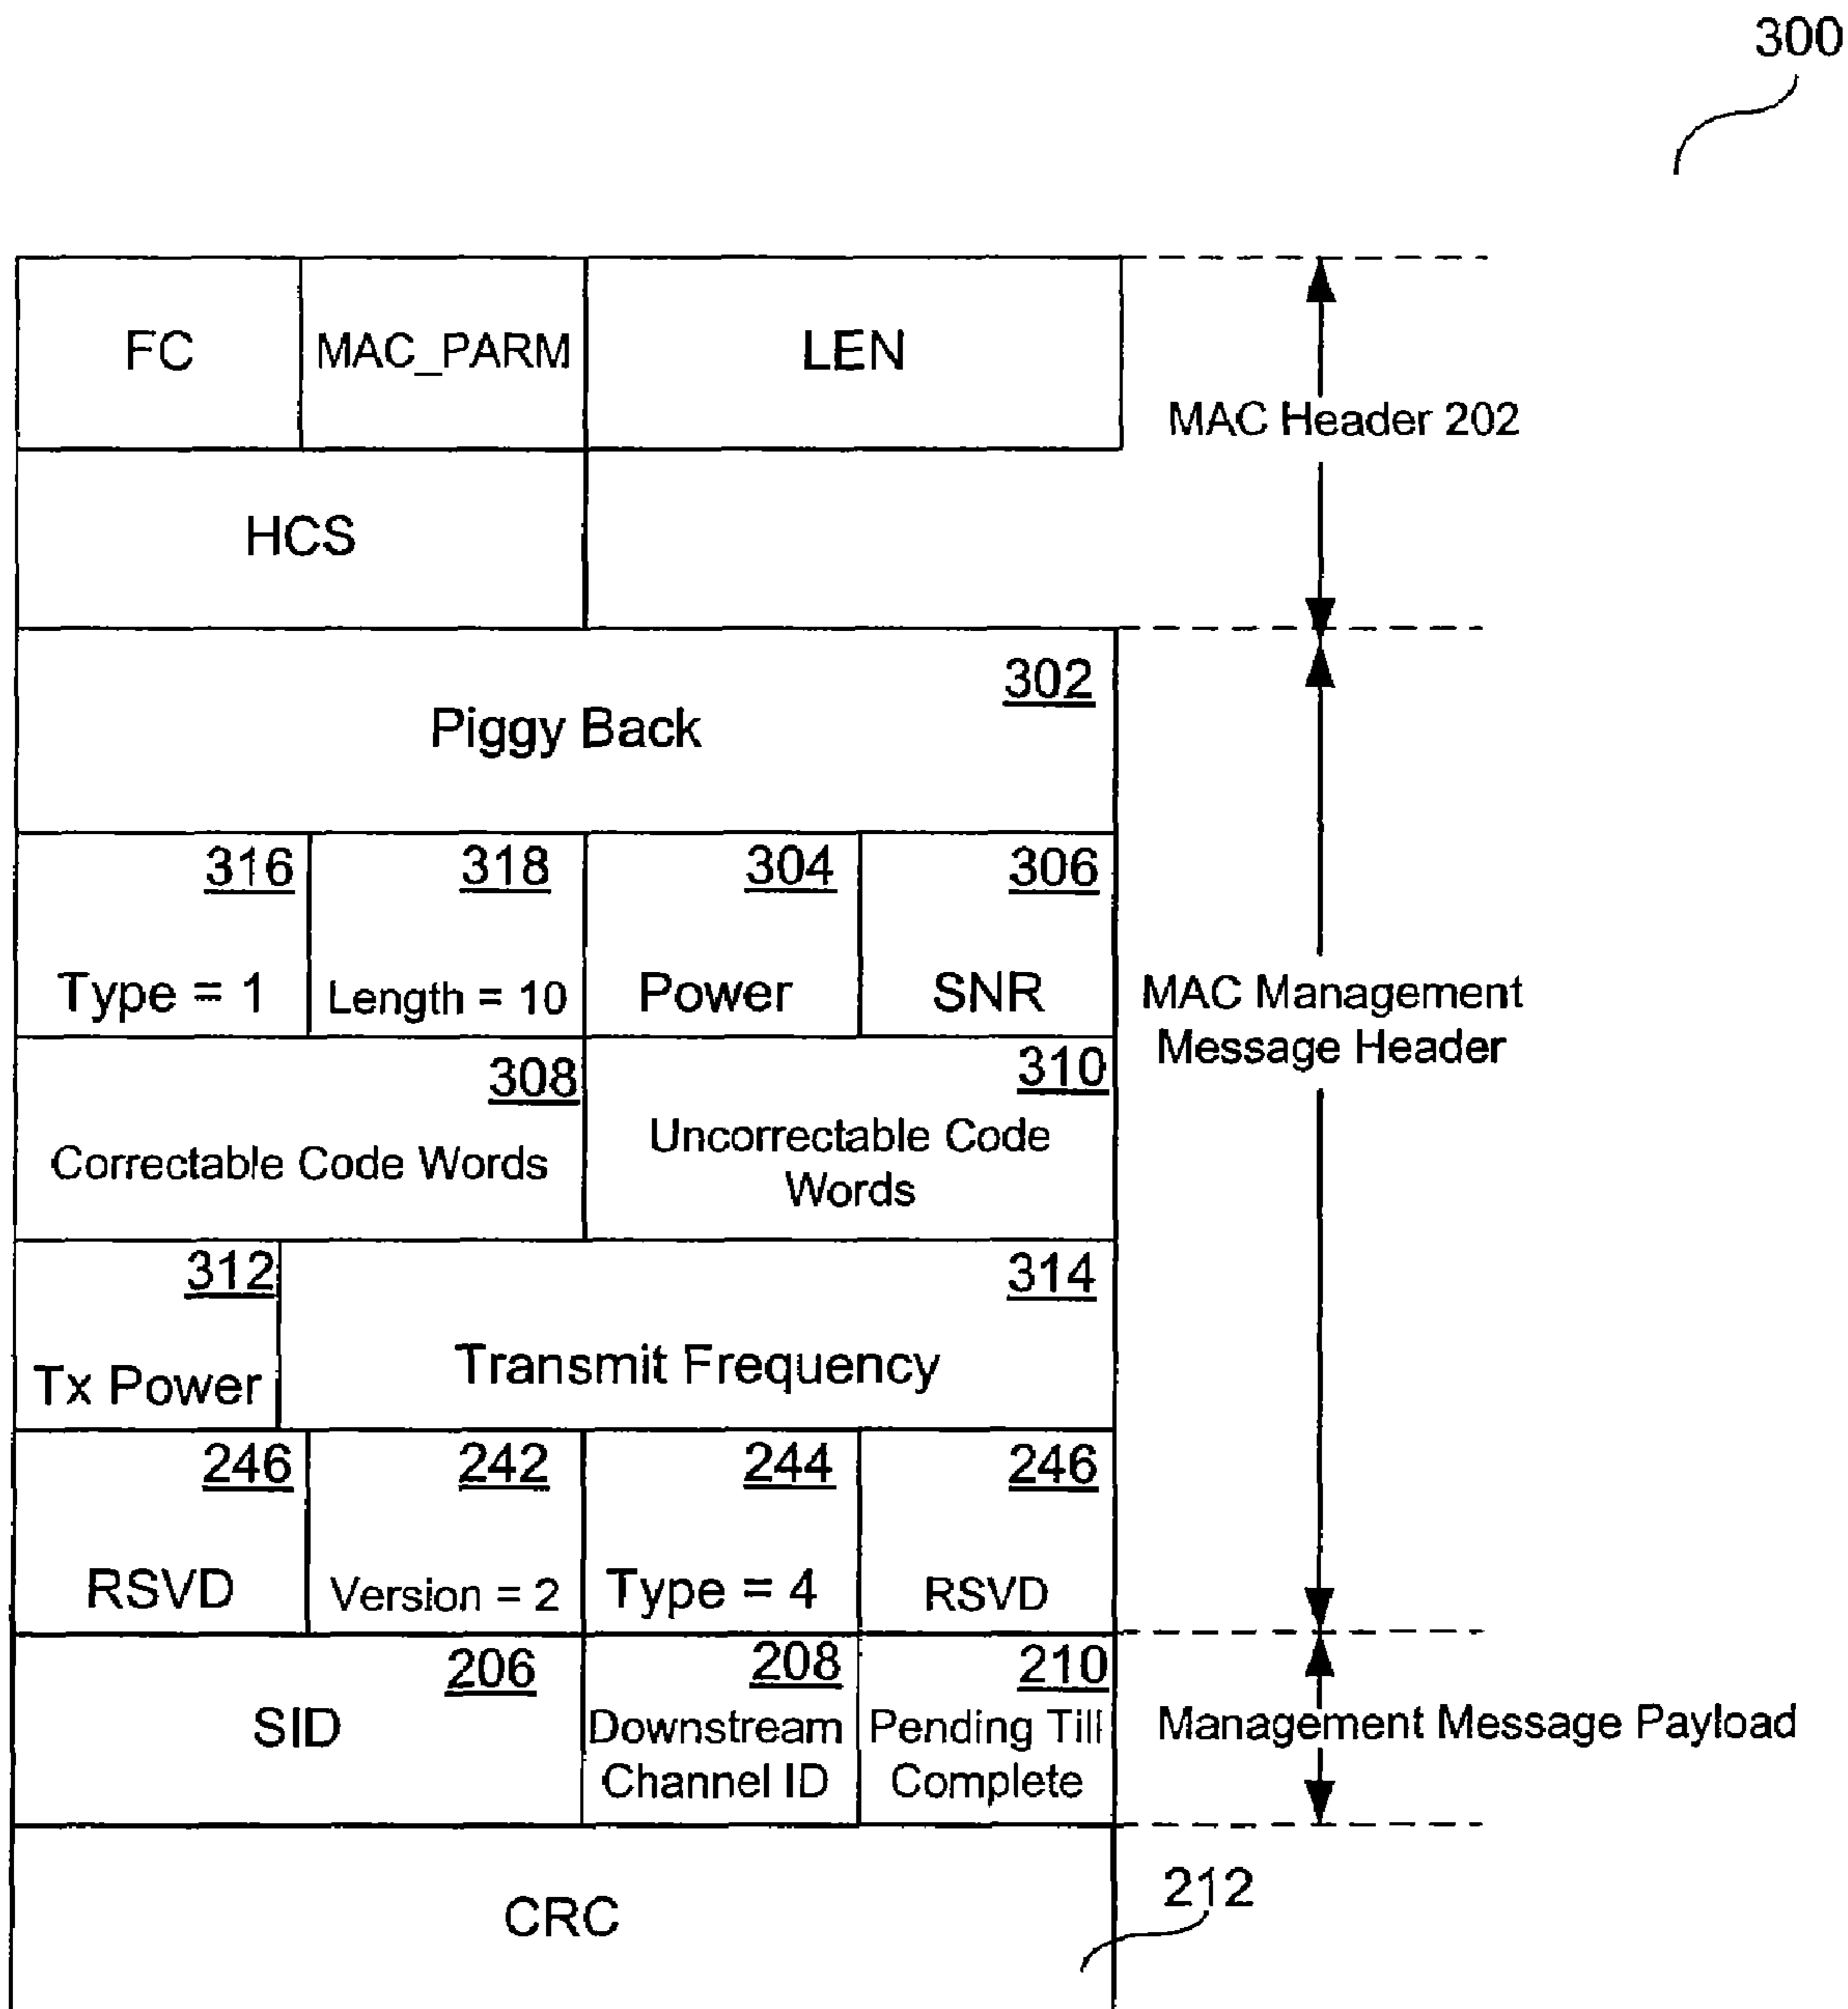 300
FC MAC_PARM LEN
MAC Header 202
HCS
302
Piggy Back
316 318 304 306
Type = 1 Length = 10 Power SNR
MAC Management
Message Header
308 310
Correctable Code Words
Uncorrectable Code
Words
312 314
Tx Power Transmit Frequency
246 242 244 246
RSVD Version = 2 Type = 4 RSVD
206 208 210
SID
Downstream
Channel ID
Pending Till
Complete
Management Message Payload
212
CRC